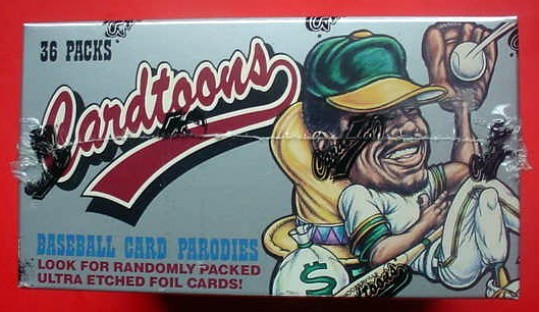 36 PACKS
Cardtoons
BASEBALL CARD PARODIES
LOOK FOR RANDOMLY PACKED
ULTRA ETCHED FOIL CARDS!
$